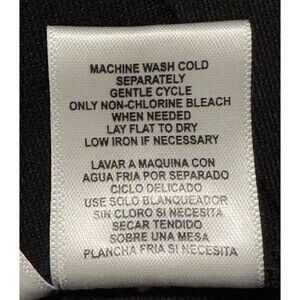 MACHINE WASH COLD
SEPARATELY
GENTLE CYCLE
ONLY NON-CHLORINE BLEACH
WHEN NEEDED
LAY FLAT TO DRY
LOW IRON IF NECESSARY
LAVAR A MAQUINA CON
AGUA FRIA POR SEPARADO
CICLO DELICADO
USE SOLO BLANQUEADOR
SIN CLORO SI NECESITA
SECAR TENDIDO
SOBRE UNA MESA
PLANCHA FRIA SI NECESITA